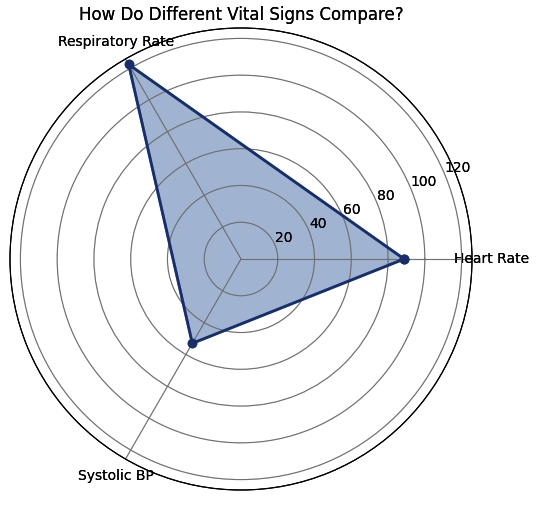 How Do Different Vital Signs Compare?
Respiratory Rate
120
100
80
60
40
20
Heart Rate
Systolic BP